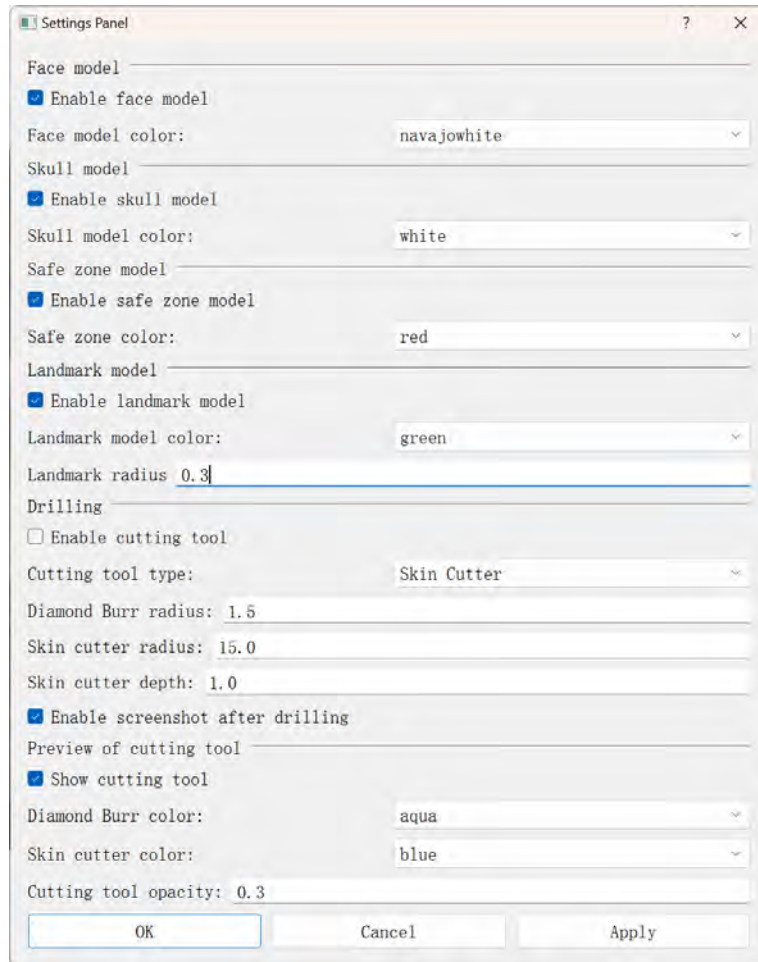 Settings Panel ? ×
Face model
Enable face model
Face model color: navajowhite
Skull model
Enable skull model
Skull model color: white
Safe zone model
Enable safe zone model
Safe zone color: red
Landmark model
Enable landmark model
Landmark model color: green
Landmark radius 0.3
Drilling
Enable cutting tool
Cutting tool type: Skin Cutter
Diamond Burr radius: 1.5
Skin cutter radius: 15.0
Skin cutter depth: 1.0
Enable screenshot after drilling
Preview of cutting tool
Show cutting tool
Diamond Burr color: aqua
Skin cutter color: blue
Cutting tool opacity: 0.3
OK Cancel Apply